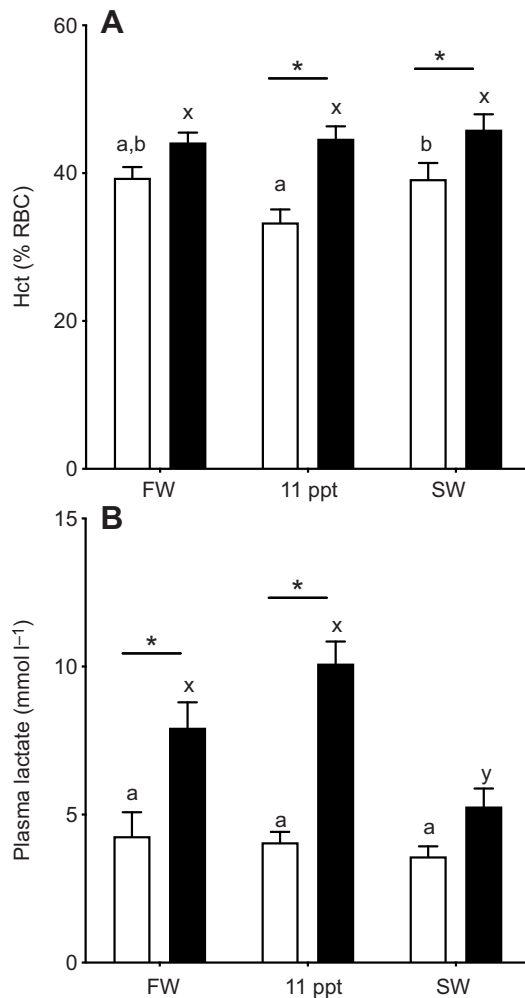 A
60
40
20
0
Hct (% RBC)
a,b
x
*
a
x
*
b
x
FW
11 ppt
SW
B
15
10
5
0
Plasma lactate (mmol l–1)
*
a
x
*
a
x
a
y
FW
11 ppt
SW